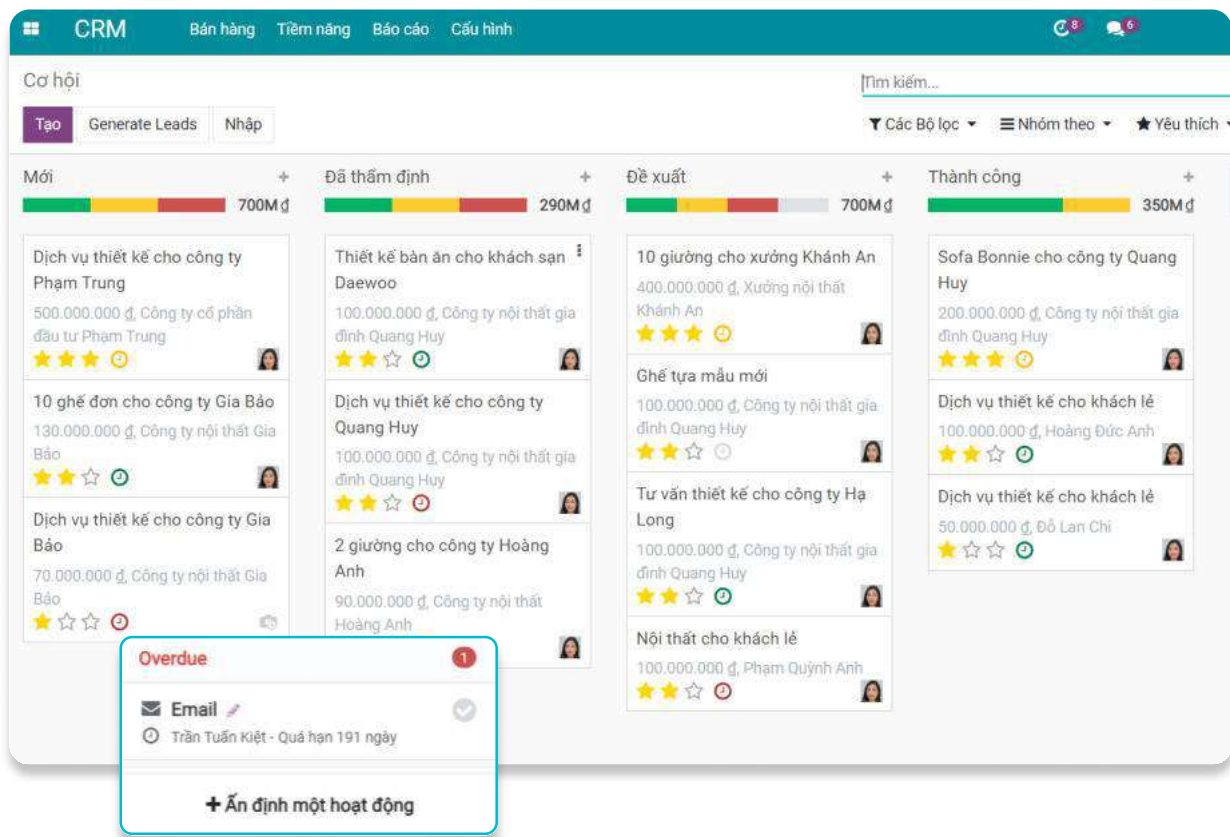 CRM
Bán hàng Tiềm năng Báo cáo Cấu hình
8
6
Cơ hội
Tìm kiếm...
Tạo Generate Leads Nhập
Các Bộ lọc Nhóm theo Yêu thích
Mới
700M ₫
Dịch vụ thiết kế cho công ty
Phạm Trung
500.000.000 ₫, Công ty cổ phần
đầu tư Phạm Trung
10 ghế đơn cho công ty Gia Bảo
130.000.000 ₫, Công ty nội thất Gia
Bảo
Dịch vụ thiết kế cho công ty Gia
Bảo
70.000.000 ₫, Công ty nội thất Gia
Bảo
Đã thẩm định
290M ₫
Thiết kế bàn ăn cho khách sạn
Daewoo
100.000.000 ₫, Công ty nội thất gia
đình Quang Huy
Dịch vụ thiết kế cho công ty
Quang Huy
100.000.000 ₫, Công ty nội thất gia
đình Quang Huy
2 giường cho công ty Hoàng
Anh
90.000.000 ₫, Công ty nội thất
Hoàng Anh
Đề xuất
700M ₫
10 giường cho xưởng Khánh An
400.000.000 ₫, Xưởng nội thất
Khánh An
Ghế tựa mẫu mới
100.000.000 ₫, Công ty nội thất gia
đình Quang Huy
Tư vấn thiết kế cho công ty Hạ
Long
100.000.000 ₫, Công ty nội thất gia
đình Quang Huy
Nội thất cho khách lẻ
100.000.000 ₫, Phạm Quỳnh Anh
Thành công
350M ₫
Sofa Bonnie cho công ty Quang
Huy
200.000.000 ₫, Công ty nội thất gia
đình Quang Huy
Dịch vụ thiết kế cho khách lẻ
100.000.000 ₫, Hoàng Đức Anh
Dịch vụ thiết kế cho khách lẻ
50.000.000 ₫, Đỗ Lan Chi
Overdue 1
Email
Trần Tuấn Kiệt - Quá hạn 191 ngày
Ấn định một hoạt động